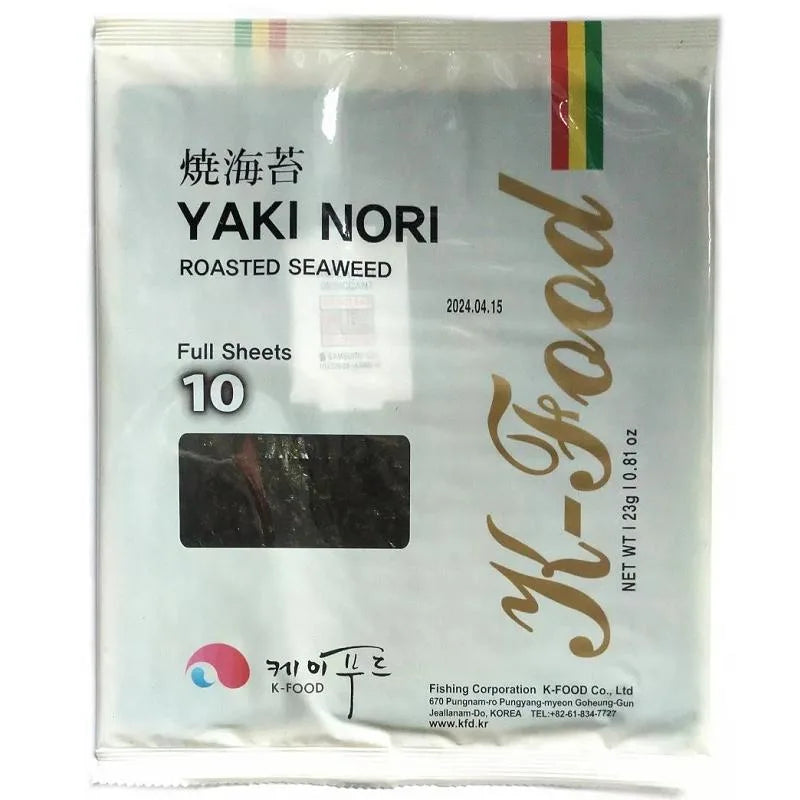 焼海苔
YAKI NORI
ROASTED SEAWEED
2024.04.15
Full Sheets
10
K-Food
NET WT | 23g | 0.81 oz
케이푸드
K-FOOD
Fishing Corporation K-FOOD Co., Ltd
670 Pungnam-ro Pungyang-myeon Goheung-Gun
Jeallanam-Do, KOREA TEL:+82-61-834-7727
www.kfd.kr